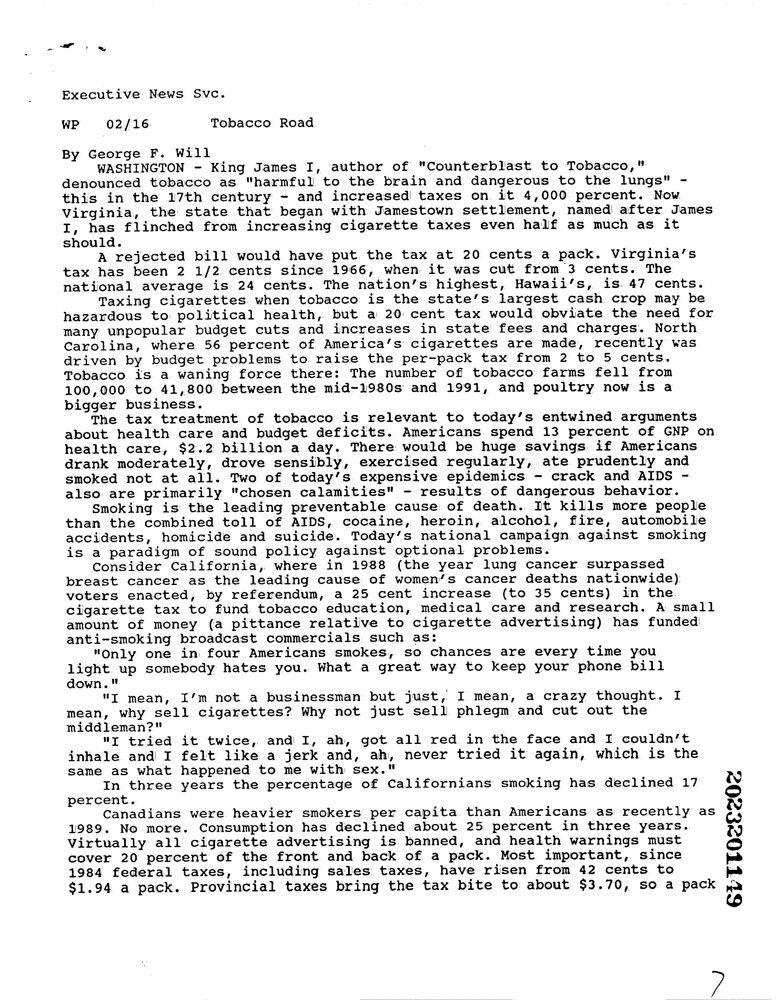 Executive News Svc.
WP 02/16 Tobacco Road
By George F. Will
WASHINGTON - King James I, author of "Counterblast to Tobacco,"
denounced tobacco as "harmful to the brain and dangerous to the lungs" -
this in the 17th century - and increased taxes on it 4,000 percent. Now
Virginia, the state that began with Jamestown settlement, named after James
I, has flinched from increasing cigarette taxes even half as much as it
should.
A rejected bill would have put the tax at 20 cents a pack. Virginia's
tax has been 2 1/2 cents since 1966, when it was cut from 3 cents. The
national average is 24 cents. The nation's highest, Hawaii's, is 47 cents.
Taxing cigarettes when tobacco is the state's largest cash crop may be
hazardous to political health, but a 20 cent tax would obviate the need for
many unpopular budget cuts and increases in state fees and charges. North
Carolina, where 56 percent of America's cigarettes are made, recently was
driven by budget problems to raise the per-pack tax from 2 to 5 cents.
Tobacco is a waning force there: The number of tobacco farms fell from
100,000 to 41,800 between the mid-1980s and 1991, and poultry now is a
bigger business.
The tax treatment of tobacco is relevant to today's entwined arguments
about health care and budget deficits. Americans spend 13 percent of GNP on
health care, $2.2 billion a day. There would be huge savings if Americans
drank moderately, drove sensibly, exercised regularly, ate prudently and
smoked not at all. Two of today's expensive epidemics - crack and AIDS -
also are primarily "chosen calamities" - results of dangerous behavior.
Smoking is the leading preventable cause of death. It kills more people
than the combined toll of AIDS, cocaine, heroin, alcohol, fire, automobile
accidents, homicide and suicide. Today's national campaign against smoking
is a paradigm of sound policy against optional problems.
Consider California, where in 1988 (the year lung cancer surpassed
breast cancer as the leading cause of women's cancer deaths nationwide)
voters enacted, by referendum, a 25 cent increase (to 35 cents) in the
cigarette tax to fund tobacco education, medical care and research. A small
amount of money (a pittance relative to cigarette advertising) has funded
anti-smoking broadcast commercials such as:
"Only one in four Americans smokes, so chances are every time you
light up somebody hates you. What a great way to keep your phone bill
down."
"I mean, I'm not a businessman but just, I mean, a crazy thought. I
mean, why sell cigarettes? Why not just sell phlegm and cut out the
middleman?"
"I tried it twice, and I, ah, got all red in the face and I couldn't
inhale and I felt like a jerk and, ah, never tried it again, which is the
same as what happened to me with sex."
In three years the percentage of Californians smoking has declined 17
percent.
Canadians were heavier smokers per capita than Americans as recently as
1989. No more. Consumption has declined about 25 percent in three years.
Virtually all cigarette advertising is banned, and health warnings must
cover 20 percent of the front and back of a pack. Most important, since
1984 federal taxes, including sales taxes, have risen from 42 cents to
$1.94 a pack. Provincial taxes bring the tax bite to about $3.70, so a pack
2023201149
7